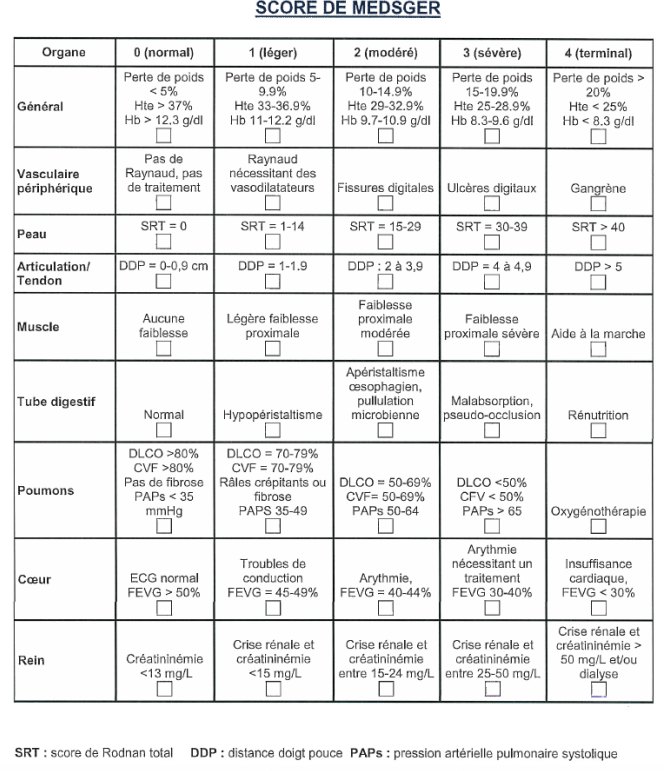 SCORE DE MEDSGER
Organe 0 (normal) 1 (léger) 2 (modéré) 3 (sévère) 4 (terminal)
Général
Perte de poids
< 5%
Hte > 37%
Hb > 12,3 g/dl
Perte de poids 5-
9.9%
Hte 33-36.9%
Hb 11-12.2 g/dl
Perte de poids
10-14.9%
Hte 29-32.9%
Hb 9.7-10.9 g/dl
Perte de poids
15-19.9%
Hte 25-28.9%
Hb 8.3-9.6 g/dl
Perte de poids >
20%
Hte < 25%
Hb < 8.3 g/dl
Vasculaire
périphérique
Pas de
Raynaud, pas
de traitement
Raynaud
nécessitant des
vasodilatateurs
Fissures digitales
Ulcères digitaux
Gangrène
Peau
SRT = 0
SRT = 1-14
SRT = 15-29
SRT = 30-39
SRT > 40
Articulation/
Tendon
DDP = 0-0,9 cm
DDP = 1-1.9
DDP : 2 à 3,9
DDP = 4 à 4,9
DDP > 5
Muscle
Aucune
faiblesse
Légère faiblesse
proximale
Faiblesse
proximale
modérée
Faiblesse
proximale sévère
Aide à la marche
Tube digestif
Normal
Hypopéristaltisme
Apéristaltisme
œsophagien,
pullulation
microbienne
Malabsorption,
pseudo-occlusion
Rénutrition
Poumons
DLCO >80%
CVF >80%
Pas de fibrose
PAPs < 35
mmHg
DLCO = 70-79%
CVF = 70-79%
Râles crépitants ou
fibrose
PAPS 35-49
DLCO = 50-69%
CVF= 50-69%
PAPs 50-64
DLCO <50%
CFV < 50%
PAPs > 65
Oxygénothérapie
Cœur
ECG normal
FEVG > 50%
Troubles de
conduction
FEVG = 45-49%
Arythmie,
FEVG = 40-44%
Arythmie
nécessitant un
traitement
FEVG 30-40%
Insuffisance
cardiaque,
FEVG < 30%
Rein
Créatininémie
<13 mg/L
Crise rénale et
créatininémie
<15 mg/L
Crise rénale et
créatininémie
entre 15-24 mg/L
Crise rénale et
créatininémie
entre 25-50 mg/L
Crise rénale et
créatininémie >
50 mg/L et/ou
dialyse
SRT : score de Rodnan total DDP : distance doigt pouce PAPs : pression artérielle pulmonaire systolique